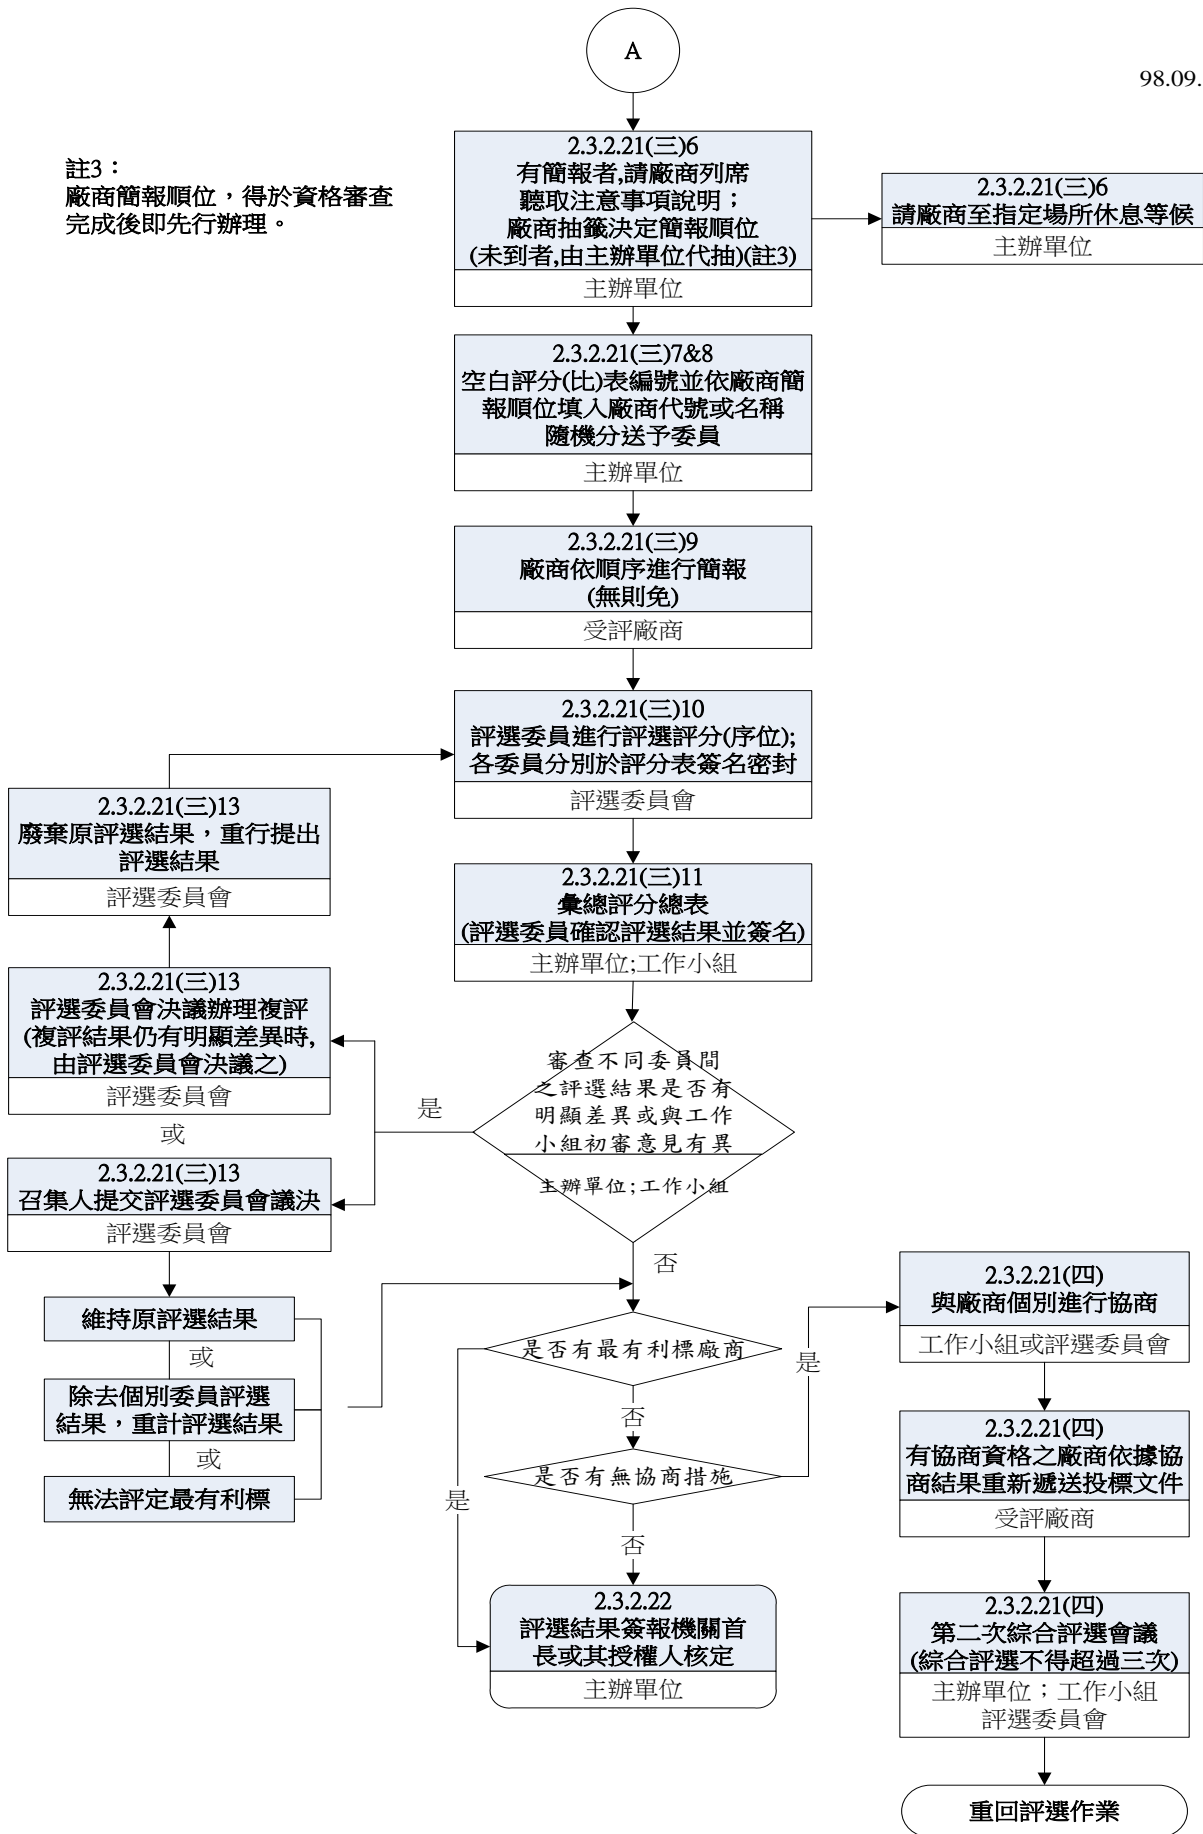 A
98.09.
註3：
廠商簡報順位，得於資格審查
完成後即先行辦理。
2.3.2.21(三)6
有簡報者,請廠商列席
聽取注意事項說明；
廠商抽籤決定簡報順位
(未到者,由主辦單位代抽)(註3)
主辦單位
2.3.2.21(三)6
請廠商至指定場所休息等候
主辦單位
2.3.2.21(三)7&8
空白評分(比)表編號並依廠商簡
報順位填入廠商代號或名稱
隨機分送予委員
主辦單位
2.3.2.21(三)9
廠商依順序進行簡報
(無則免)
受評廠商
2.3.2.21(三)10
評選委員進行評選評分(序位);
各委員分別於評分表簽名密封
評選委員會
2.3.2.21(三)11
彙總評分總表
(評選委員確認評選結果並簽名)
主辦單位;工作小組
審查不同委員間
之評選結果是否有
明顯差異或與工作
小組初審意見有異
主辦單位;工作小組
是
否
2.3.2.21(三)13
廢棄原評選結果，重行提出
評選結果
評選委員會
2.3.2.21(三)13
評選委員會決議辦理複評
(複評結果仍有明顯差異時,
由評選委員會決議之)
評選委員會
或
2.3.2.21(三)13
召集人提交評選委員會議決
評選委員會
維持原評選結果
或
除去個別委員評選
結果，重計評選結果
或
無法評定最有利標
是否有最有利標廠商
是
否
是否有無協商措施
是
否
2.3.2.22
評選結果簽報機關首
長或其授權人核定
主辦單位
2.3.2.21(四)
與廠商個別進行協商
工作小組或評選委員會
2.3.2.21(四)
有協商資格之廠商依據協
商結果重新遞送投標文件
受評廠商
2.3.2.21(四)
第二次綜合評選會議
(綜合評選不得超過三次)
主辦單位；工作小組
評選委員會
重回評選作業